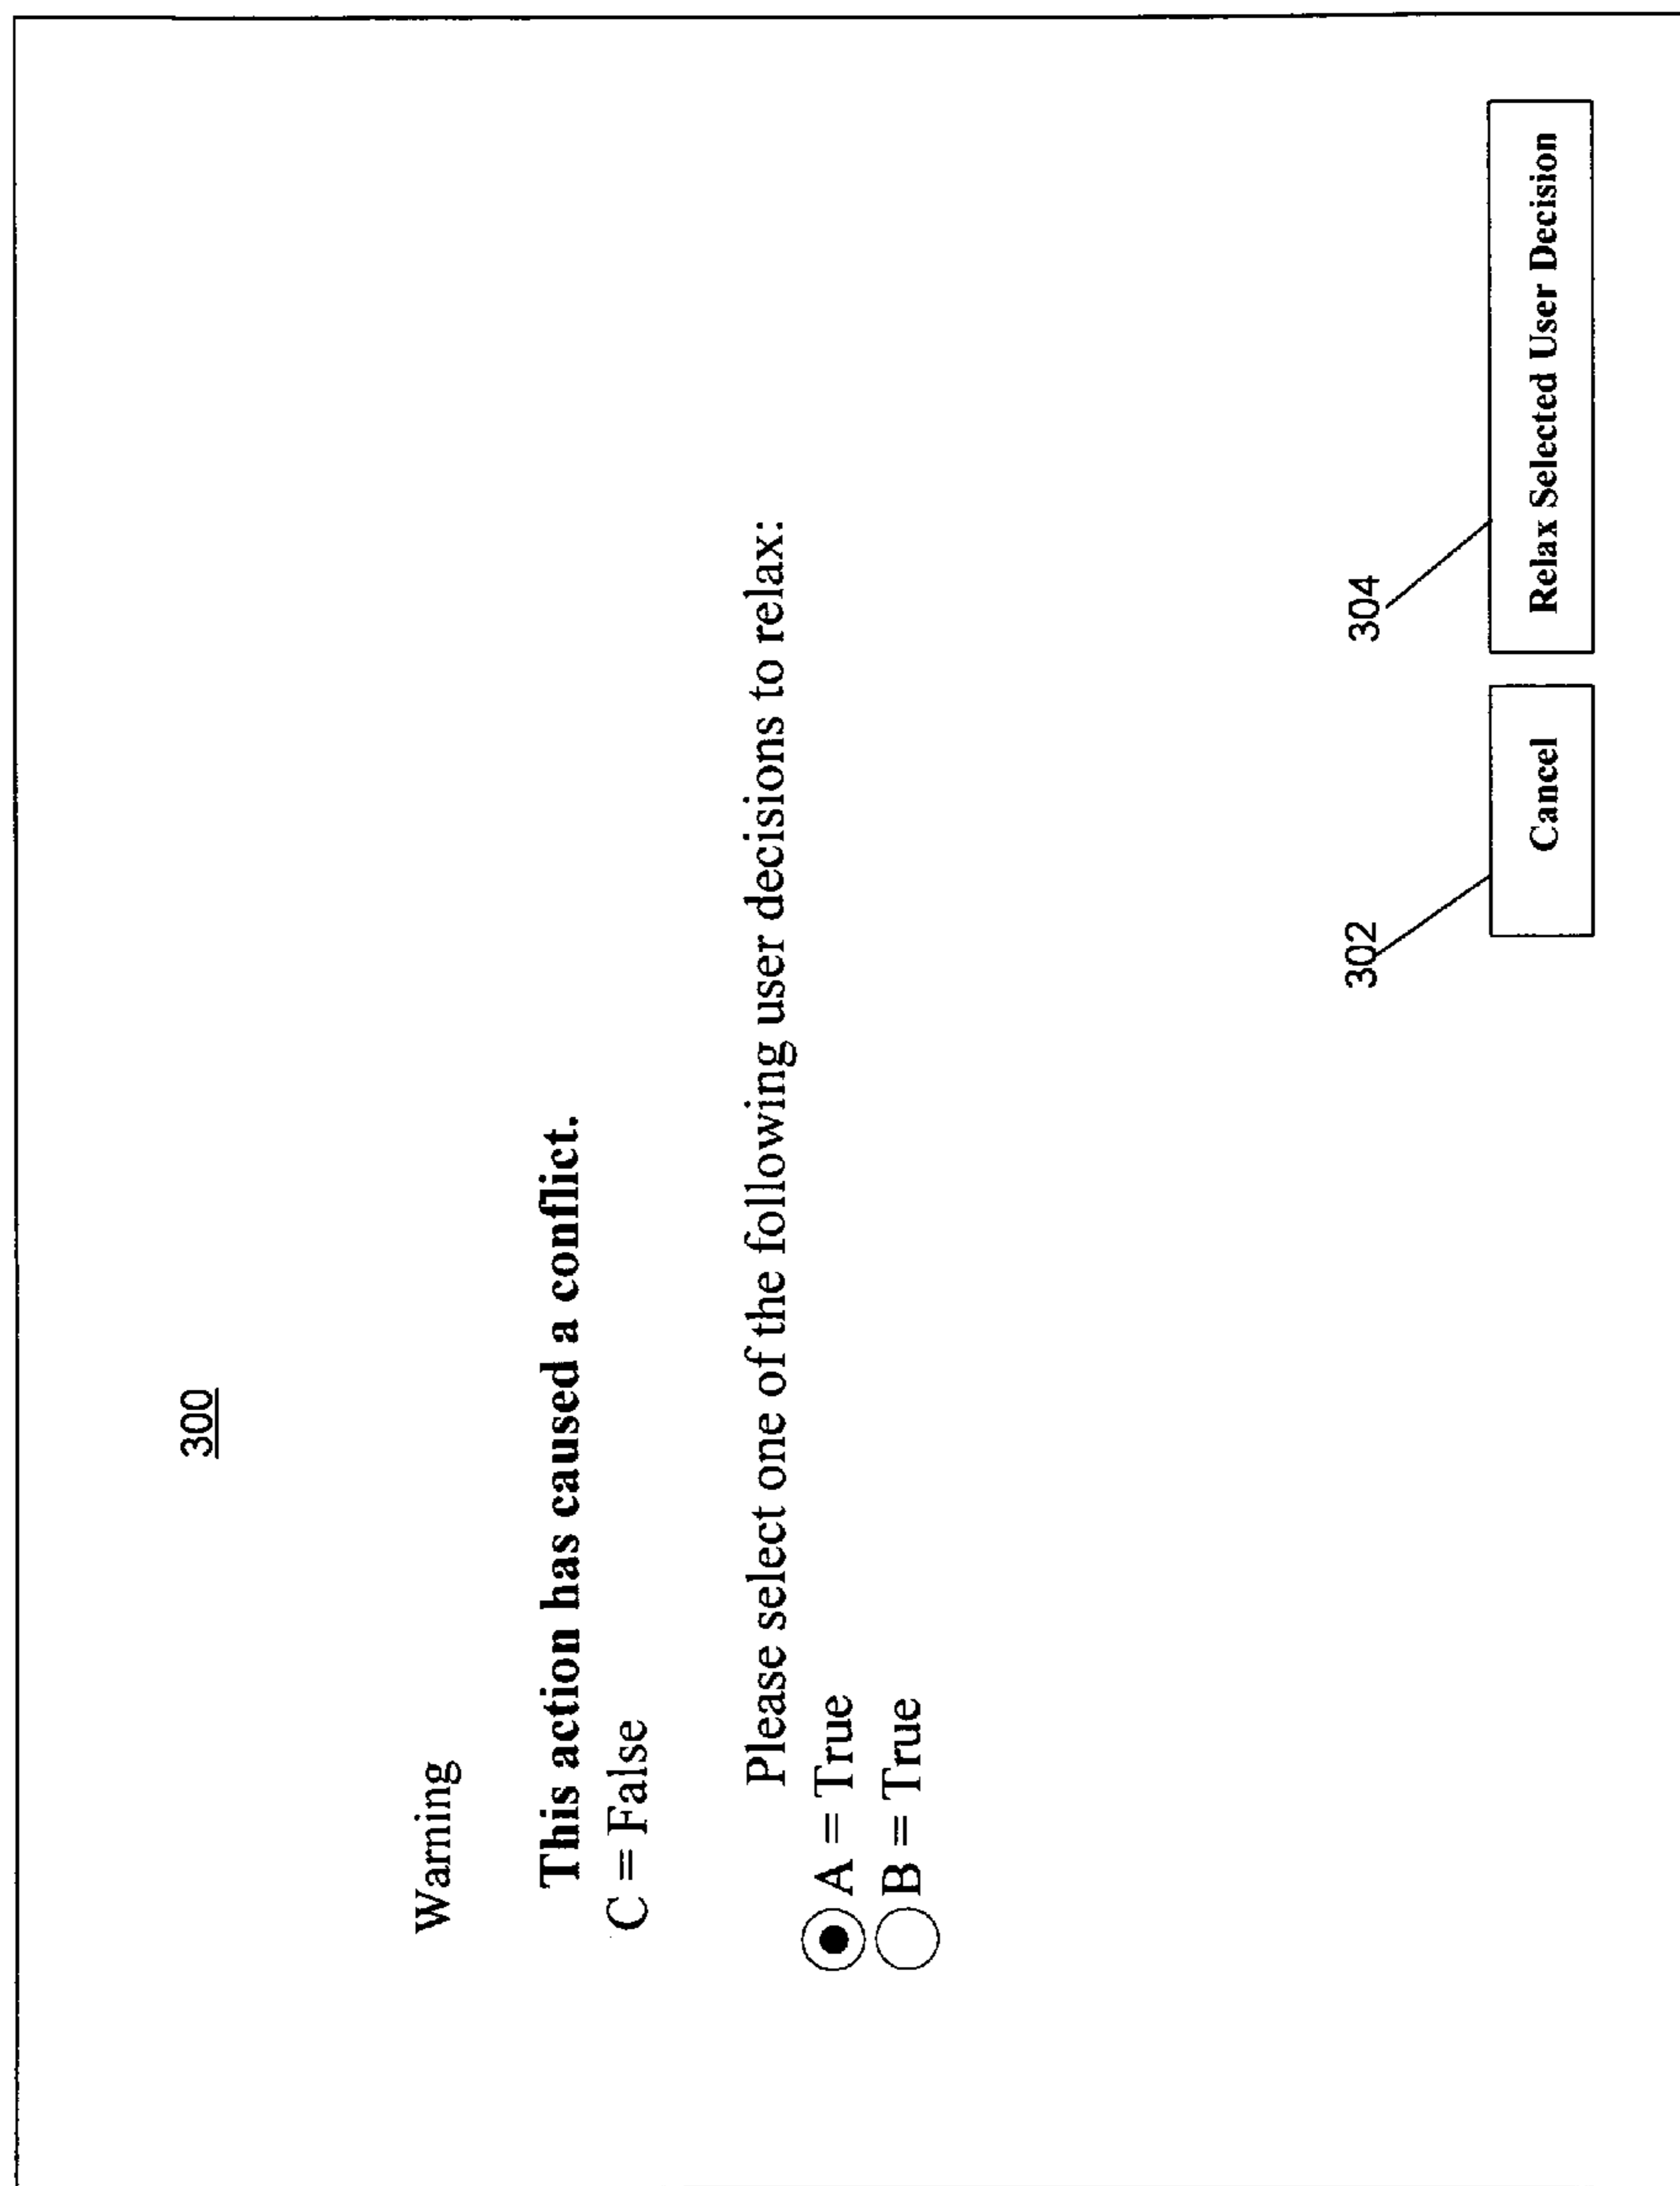 300
Warning
This action has caused a conflict.
C = False
Please select one of the following user decisions to relax:
A = True
B = True
302
304
Cancel
Relax Selected User Decision